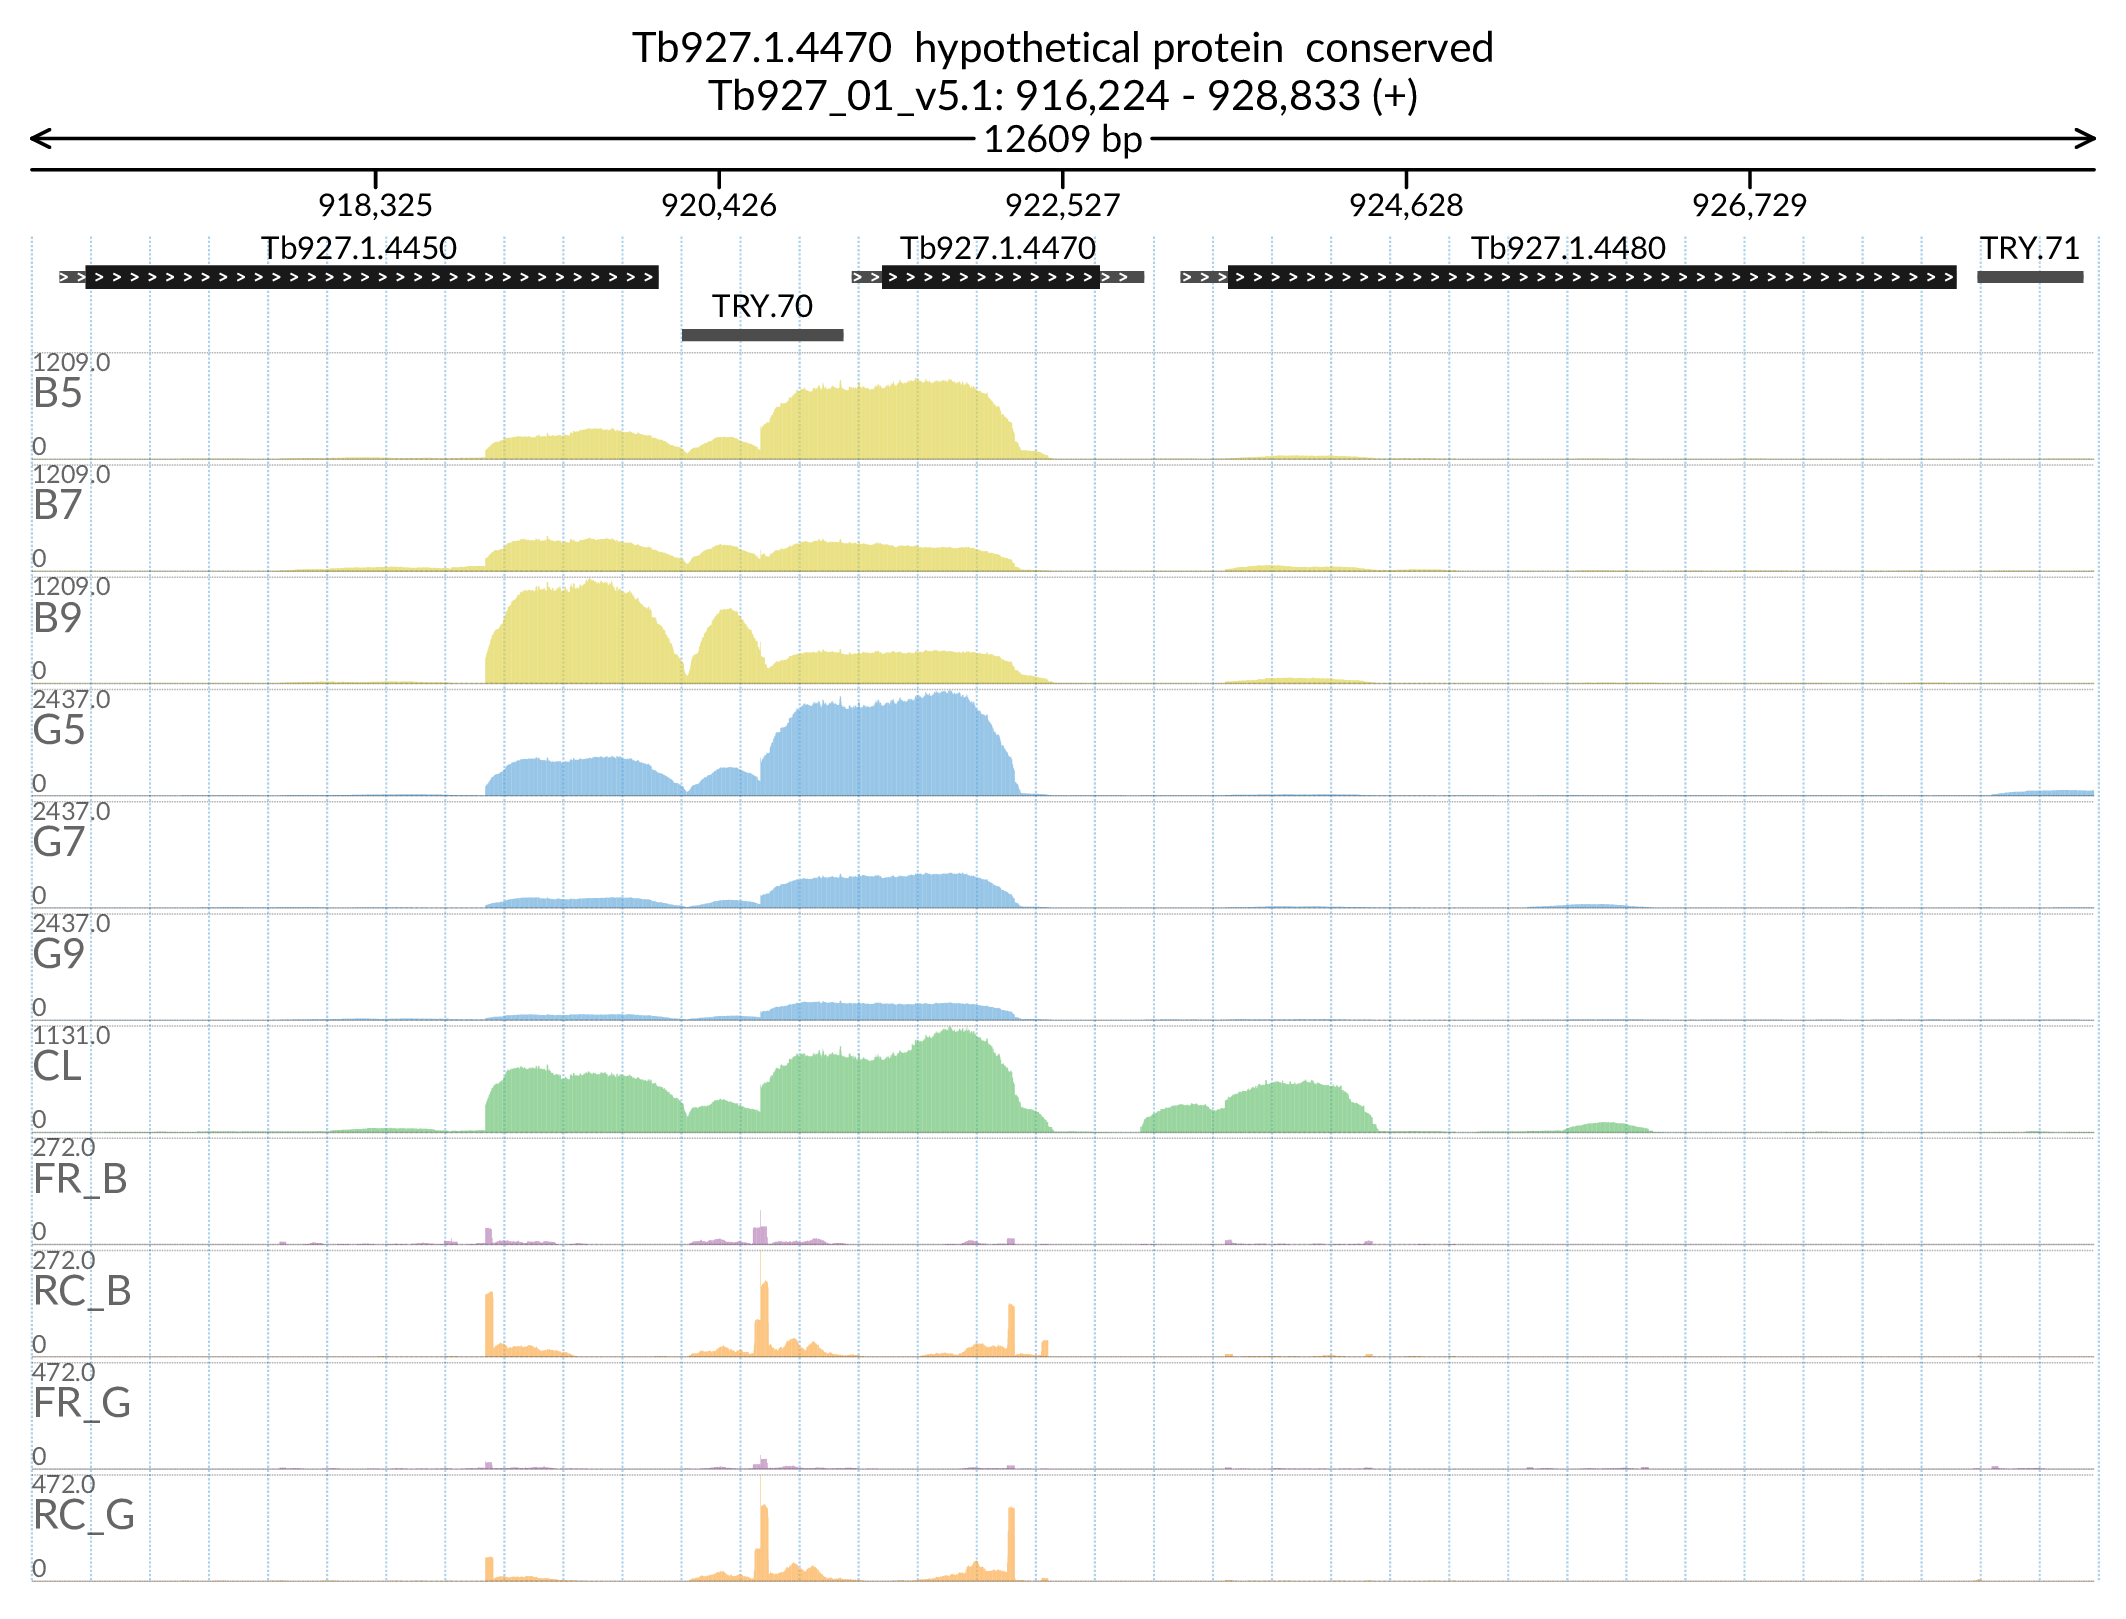 Tb927.1.4470 hypothetical protein conserved
Tb927_01_v5.1: 916,224 - 928,833 (+)
12609 bp
918,325 920,426 922,527 924,628 926,729
Tb927.1.4450 Tb927.1.4470 Tb927.1.4480 TRY.71
TRY.70
1209.0
B5
0
1209.0
B7
0
1209.0
B9
0
2437.0
G5
0
2437.0
G7
0
2437.0
G9
0
1131.0
CL
0
272.0
FR_B
0
272.0
RC_B
0
472.0
FR_G
0
472.0
RC_G
0